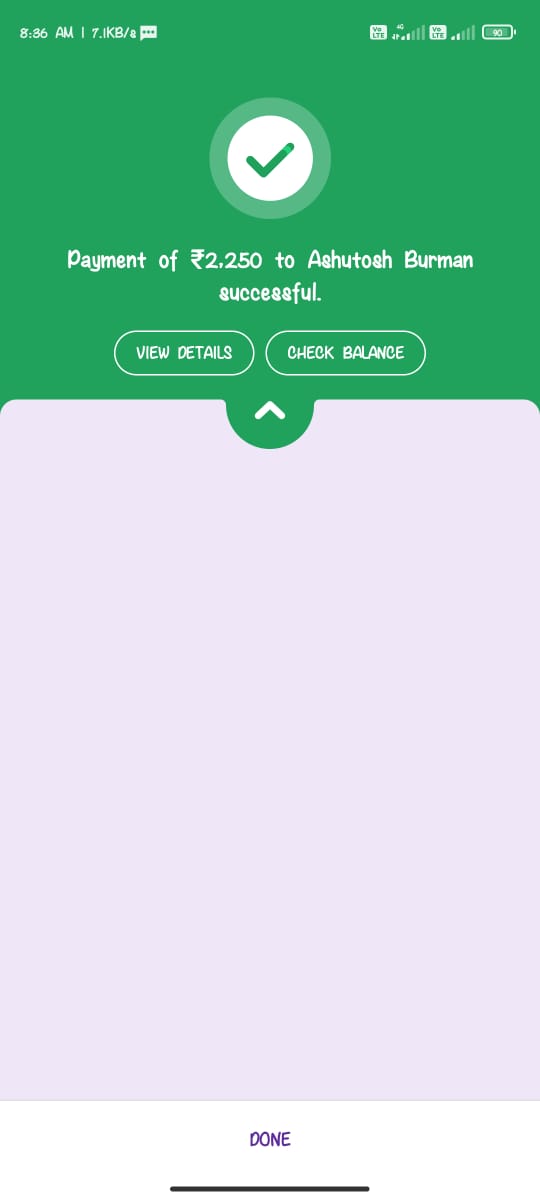 8:36 AM | 7.1KB/s
Vo LTE 4G Vo LTE 90
Payment of ₹2,250 to Ashutosh Burman
successful.
VIEW DETAILS CHECK BALANCE
DONE